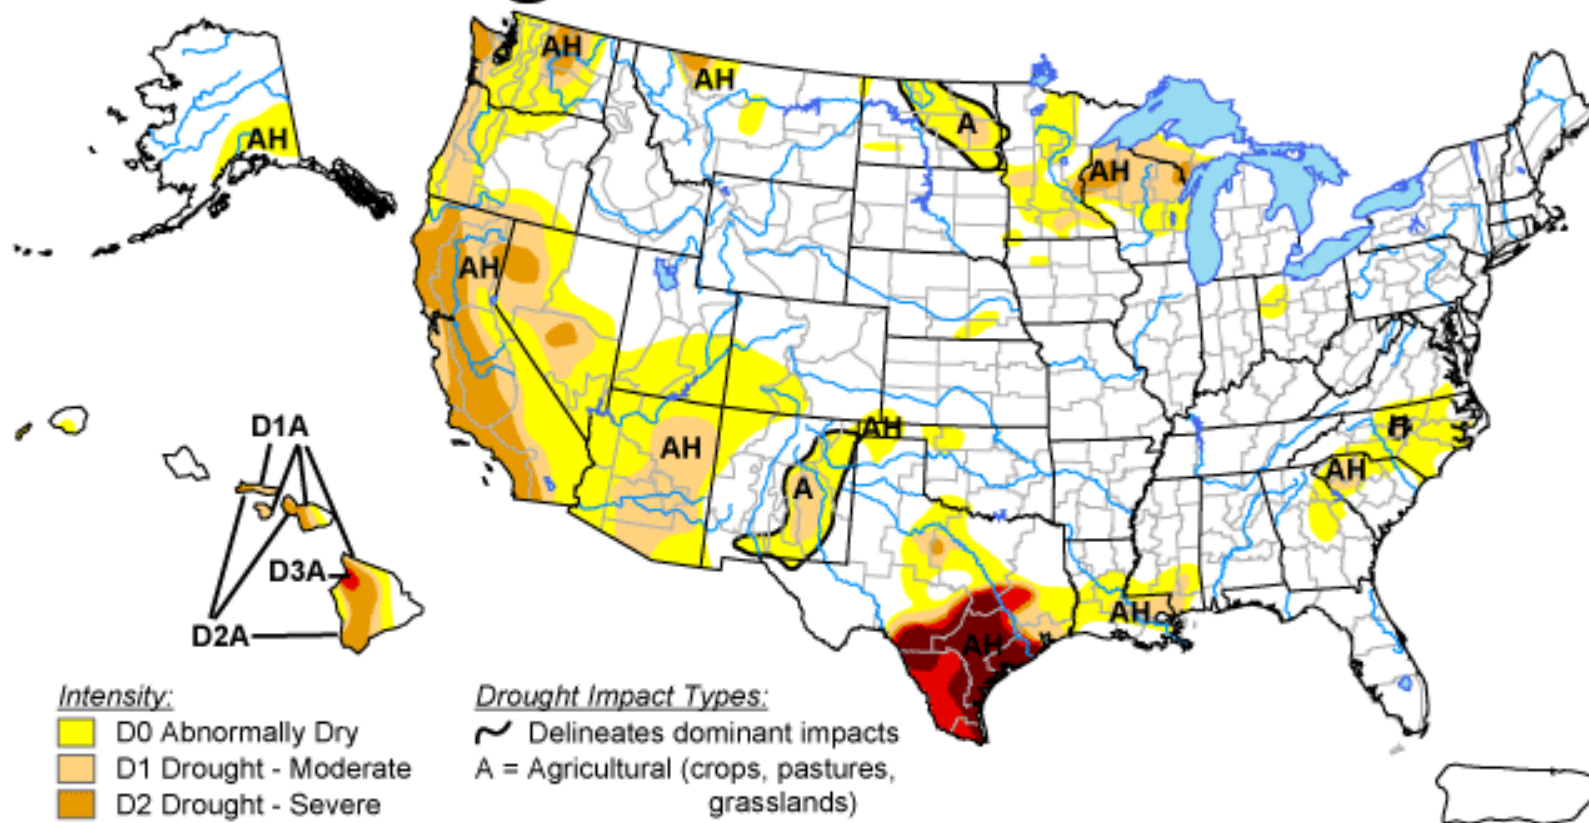 AH
AH
AH
A
AH
AH
AH
AH
A
AH
H
AH
AH
AH
D1A
D3A
D2A
Intensity:
D0 Abnormally Dry
D1 Drought - Moderate
D2 Drought - Severe
Drought Impact Types:
Delineates dominant impacts
A = Agricultural (crops, pastures,
grasslands)